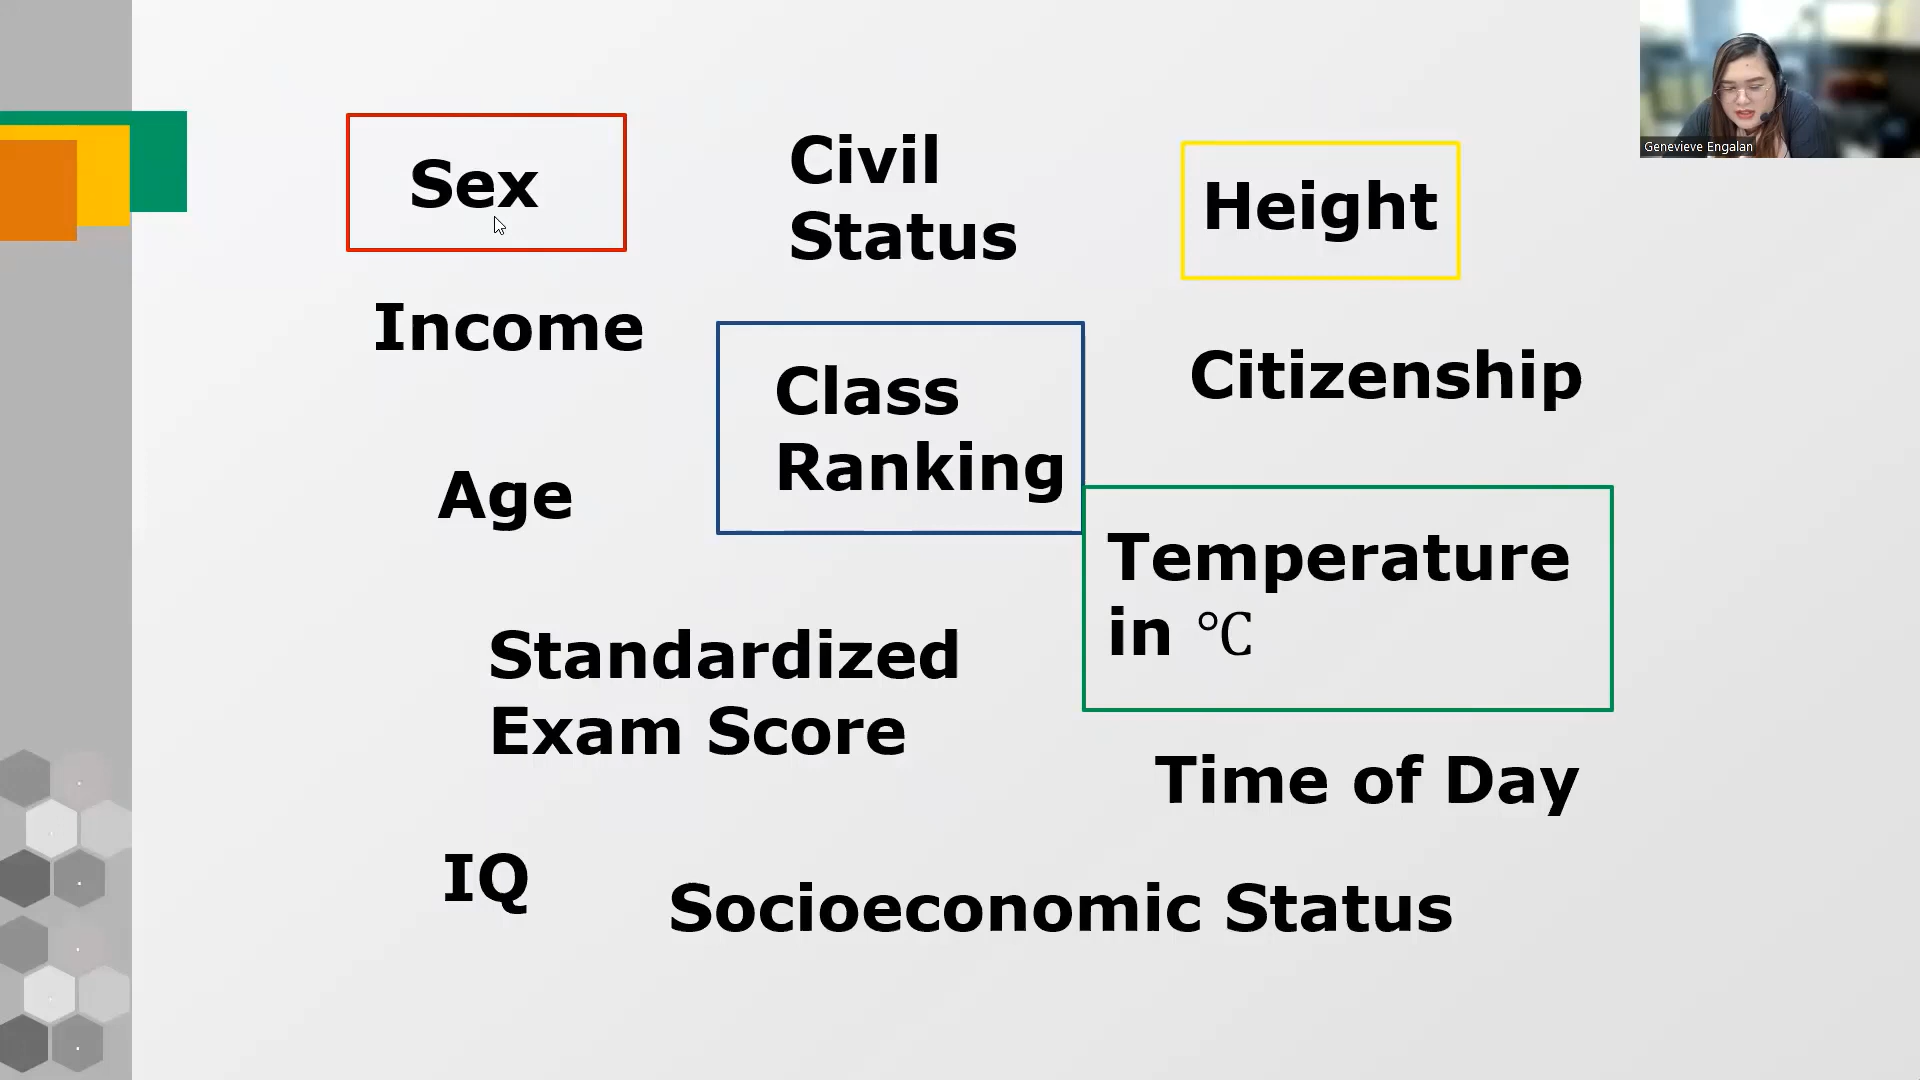 Sex
Civil
Status
Height
Income
Class
Ranking
Citizenship
Age
Temperature
in ℃
Standardized
Exam Score
Time of Day
IQ
Socioeconomic Status
Genevieve Engalan